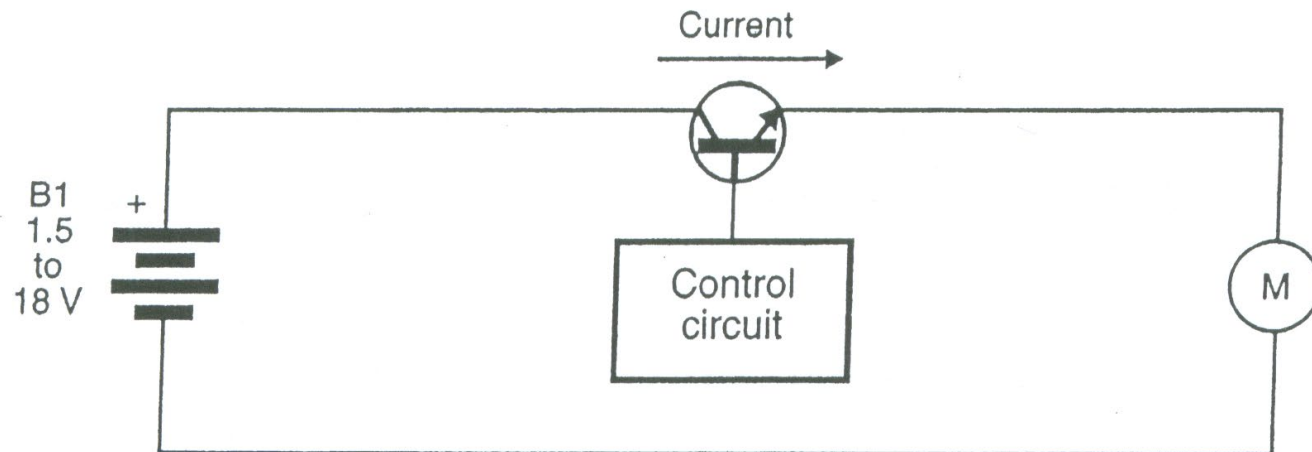 Current
B1
1.5
to
18 V
+
Control
circuit
M